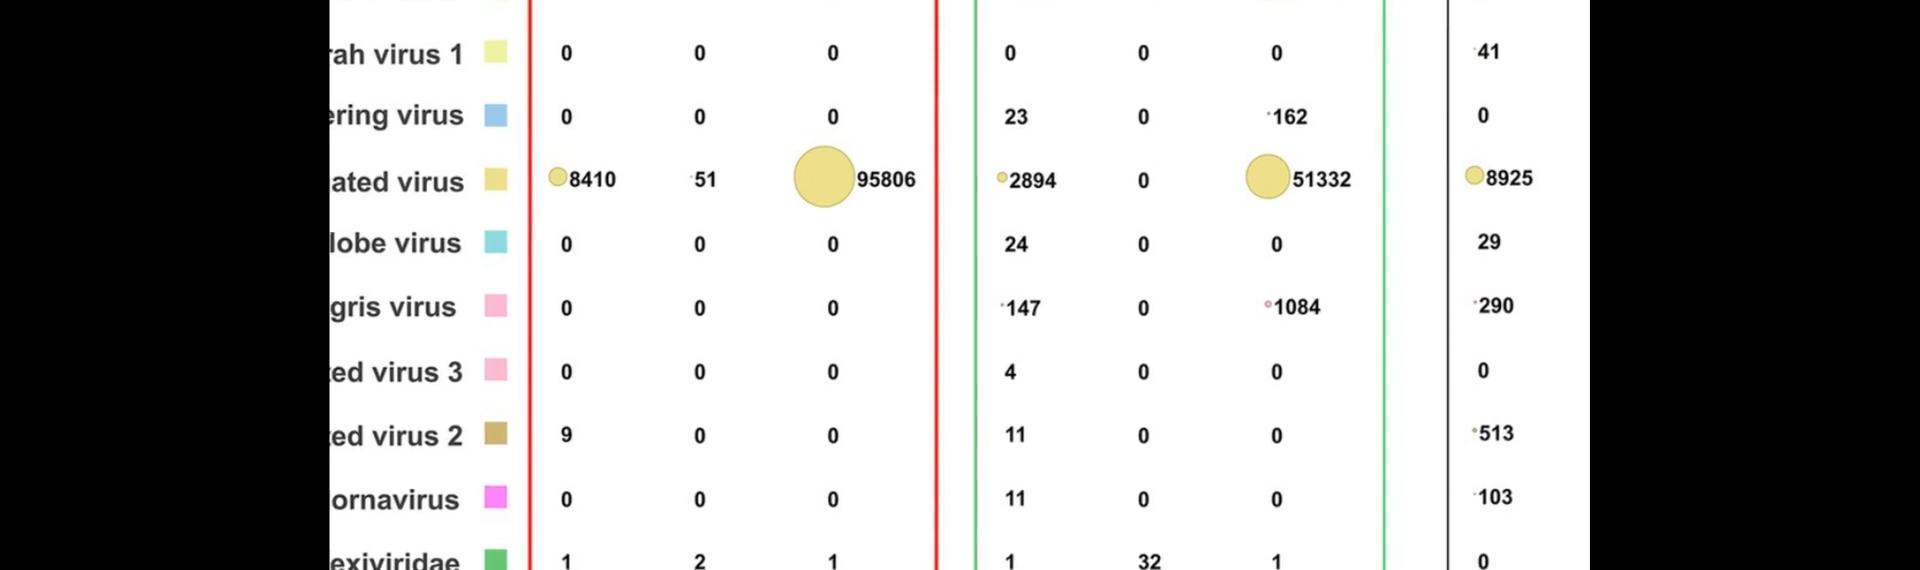 rah virus 1 0 0 0 0 0 0 41
ering virus 0 0 0 23 0 162 0
ated virus 8410 51 95806 2894 0 51332 8925
lobe virus 0 0 0 24 0 0 29
gris virus 0 0 0 147 0 1084 290
ted virus 3 0 0 0 4 0 0 0
ted virus 2 9 0 0 11 0 0 513
ornavirus 0 0 0 11 0 0 103
exiviridae 1 2 1 1 32 1 0